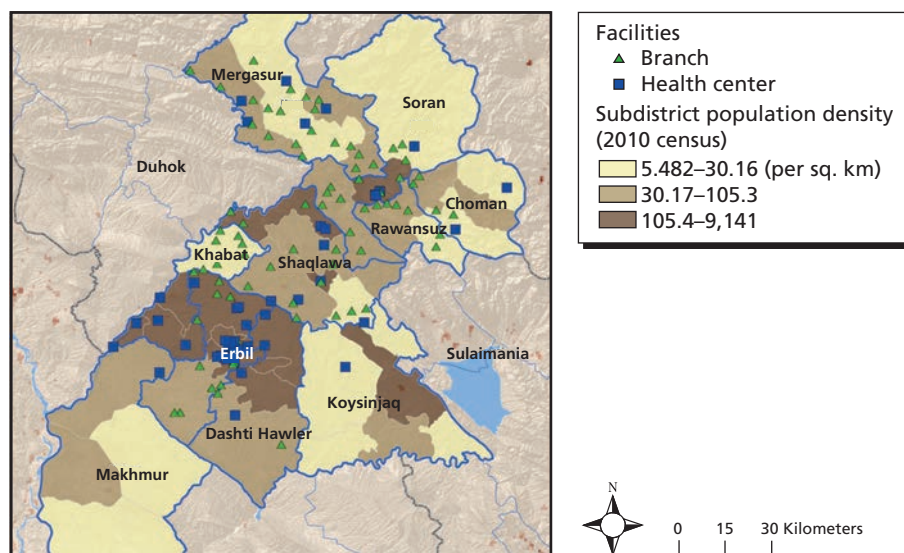 Mergasur
Soran
Duhok
Choman
Rawansuz
Khabat
Shaqlawa
Erbil
Sulaimania
Koysinjaq
Dashti Hawler
Makhmur
Facilities
Branch
Health center
Subdistrict population density
(2010 census)
5.482–30.16 (per sq. km)
30.17–105.3
105.4–9,141
N
0 15 30 Kilometers